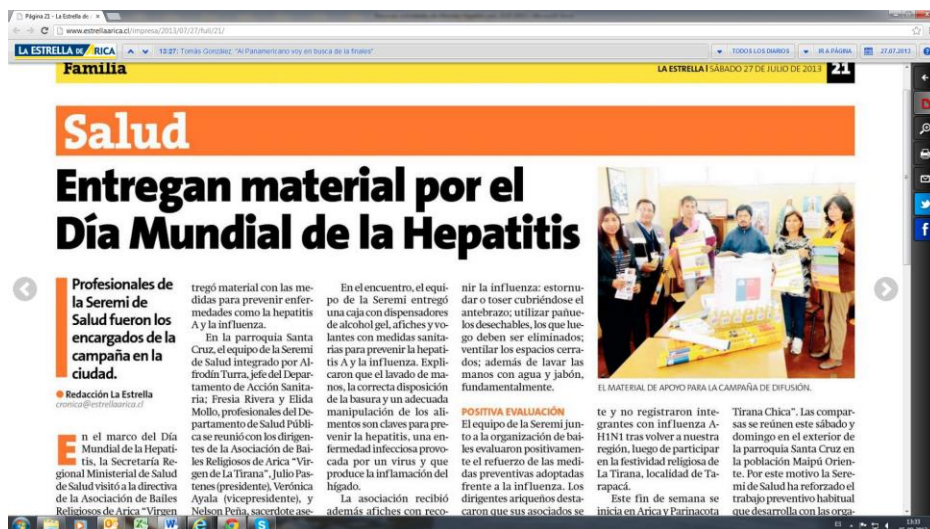 Página 21 - La Estrella de
www.estrellaarica.cl/impresa/2013/07/27/full/21/
LA ESTRELLA DE ARICA
13:27: Tomás González: "Al Panamericano voy en busca de la finales"
TODOS LOS DIARIOS
IR A PÁGINA
27.07.2013
Familia
LA ESTRELLA | SÁBADO 27 DE JULIO DE 2013
21
Salud
Entregan material por el
Día Mundial de la Hepatitis
Profesionales de
la Seremi de
Salud fueron los
encargados de la
campaña en la
ciudad.
Redacción La Estrella
cronica@estrellaarica.cl
En el marco del Día
Mundial de la Hepati-
tis, la Secretaría Re-
gional Ministerial de Salud
de Salud visitó a la directiva
de la Asociación de Bailes
Religiosos de Arica "Virgen
tregó material con las me-
didas para prevenir enfer-
medades como la hepatitis
A y la influenza.
En la parroquia Santa
Cruz, el equipo de la Seremi
de Salud integrado por Al-
frodín Turra, jefe del Depar-
tamento de Acción Sanita-
ria; Fresia Rivera y Elida
Mollo, profesionales del De-
partamento de Salud Públi-
ca se reunió con los dirigen-
tes de la Asociación de Bai-
les Religiosos de Arica "Vir-
gen de La Tirana", Julio Pas-
tenes (presidente), Verónica
Ayala (vicepresidente), y
Nelson Peña, sacerdote ase-
En el encuentro, el equi-
po de la Seremi entregó
una caja con dispensadores
de alcohol gel, afiches y vo-
lantes con medidas sanita-
rias para prevenir la hepati-
tis A y la influenza. Expli-
caron que el lavado de ma-
nos, la correcta disposición
de la basura y un adecuada
manipulación de los ali-
mentos son claves para pre-
venir la hepatitis, una en-
fermedad infecciosa provo-
cada por un virus y que
produce la inflamación del
hígado.
La asociación recibió
además afiches con reco-
nir la influenza: estornu-
dar o toser cubriéndose el
antebrazo; utilizar pañue-
los desechables, los que lue-
go deben ser eliminados;
ventilar los espacios cerra-
dos; además de lavar las
manos con agua y jabón,
fundamentalmente.
POSITIVA EVALUACIÓN
El equipo de la Seremi jun-
to a la organización de bai-
les evaluaron positivamen-
te el refuerzo de las medi-
das preventivas adoptadas
frente a la influenza. Los
dirigentes ariqueños desta-
caron que sus asociados se
EL MATERIAL DE APOYO PARA LA CAMPAÑA DE DIFUSIÓN.
te y no registraron inte-
grantes con influenza A-
H1N1 tras volver a nuestra
región, luego de participar
en la festividad religiosa de
La Tirana, localidad de Ta-
rapacá.
Este fin de semana se
inicia en Arica y Parinacota
Tirana Chica". Las compar-
sas se reúnen este sábado y
domingo en el exterior de
la parroquia Santa Cruz en
la población Maipú Orien-
te. Por este motivo la Sere-
mi de Salud ha reforzado el
trabajo preventivo habitual
que desarrolla con las orga-
ES
13:33